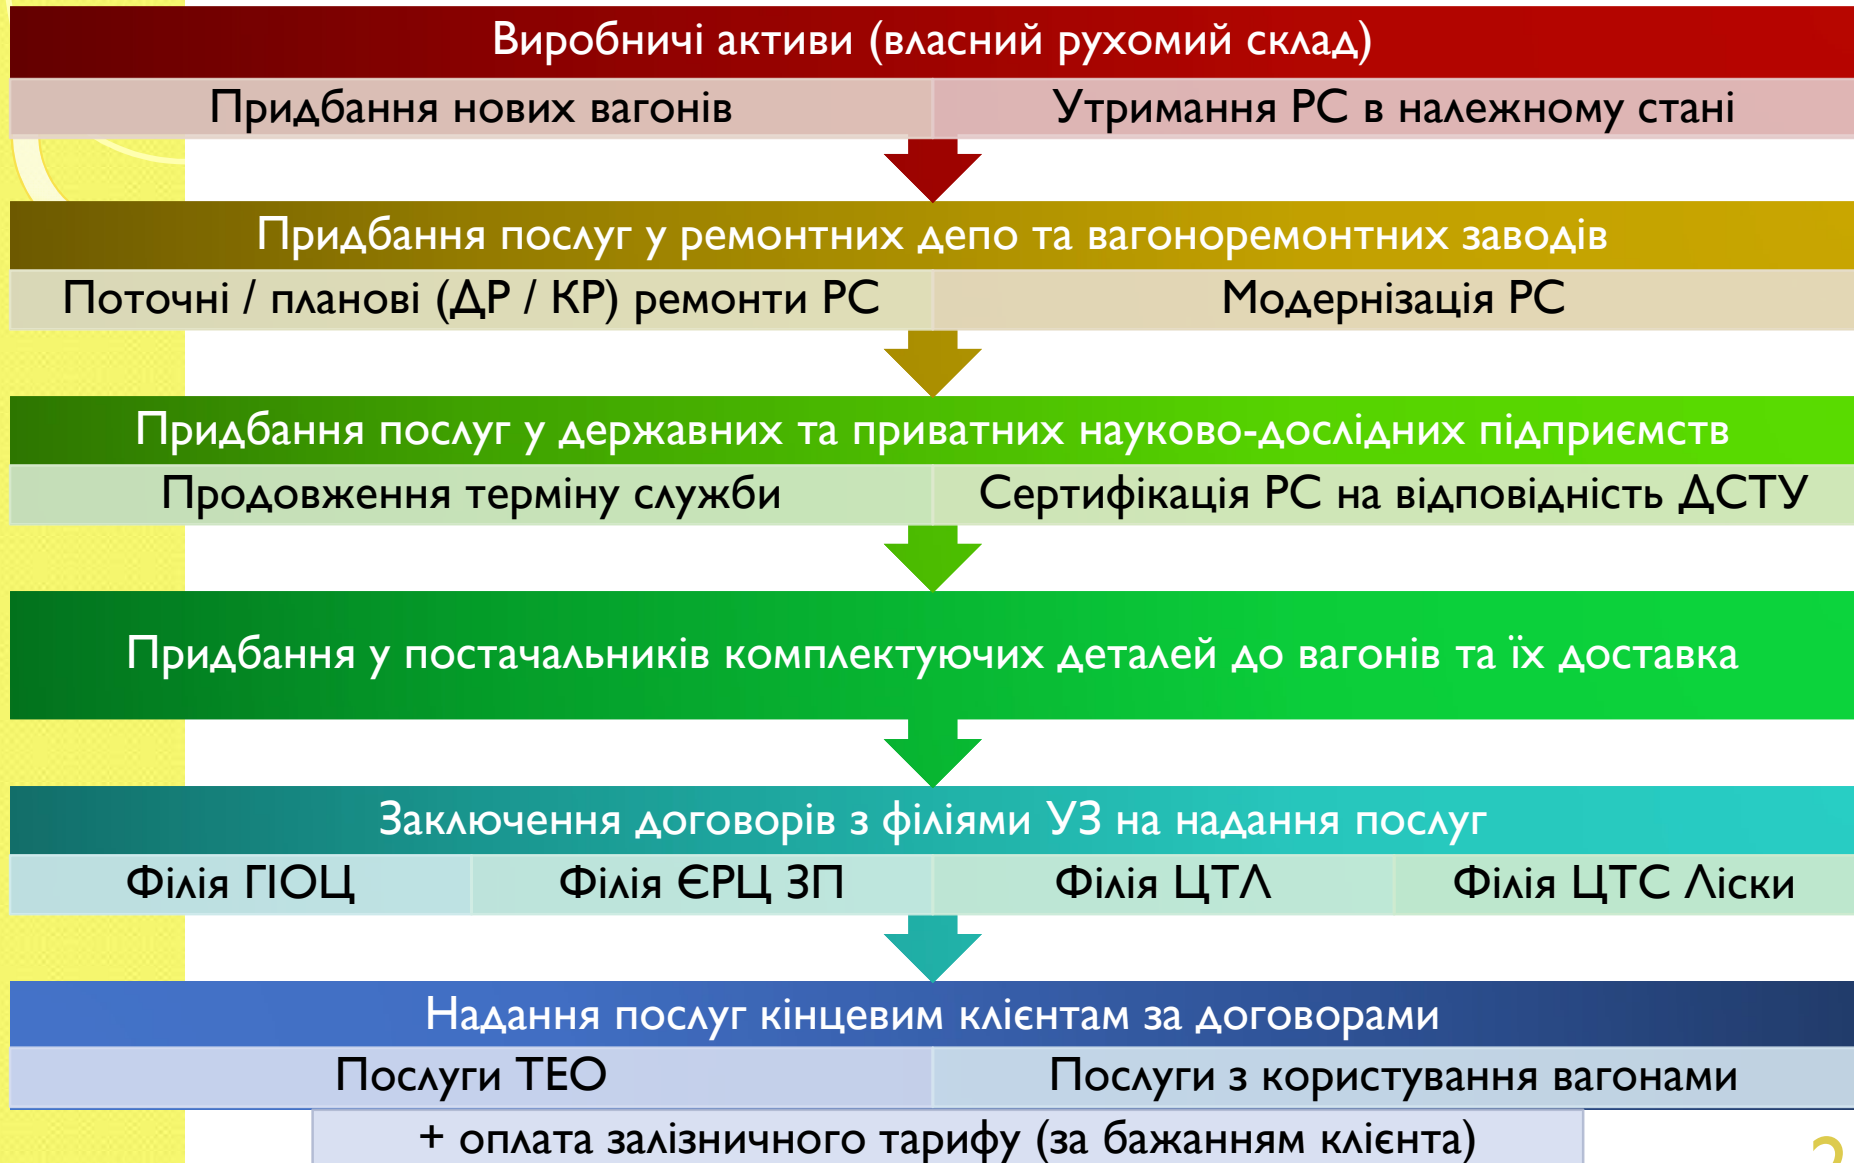 Виробничі активи (власний рухомий склад)
Придбання нових вагонів
Утримання РС в належному стані
Придбання послуг у ремонтних депо та вагоноремонтних заводів
Поточні / планові (ДР / КР) ремонти РС
Модернізація РС
Придбання послуг у державних та приватних науково-дослідних підприємств
Продовження терміну служби
Сертифікація РС на відповідність ДСТУ
Придбання у постачальників комплектуючих деталей до вагонів та їх доставка
Заключення договорів з філіями УЗ на надання послуг
Філія ГІОЦ
Філія ЄРЦ ЗП
Філія ЦТЛ
Філія ЦТС Ліски
Надання послуг кінцевим клієнтам за договорами
Послуги ТЕО
Послуги з користування вагонами
+ оплата залізничного тарифу (за бажанням клієнта)
2